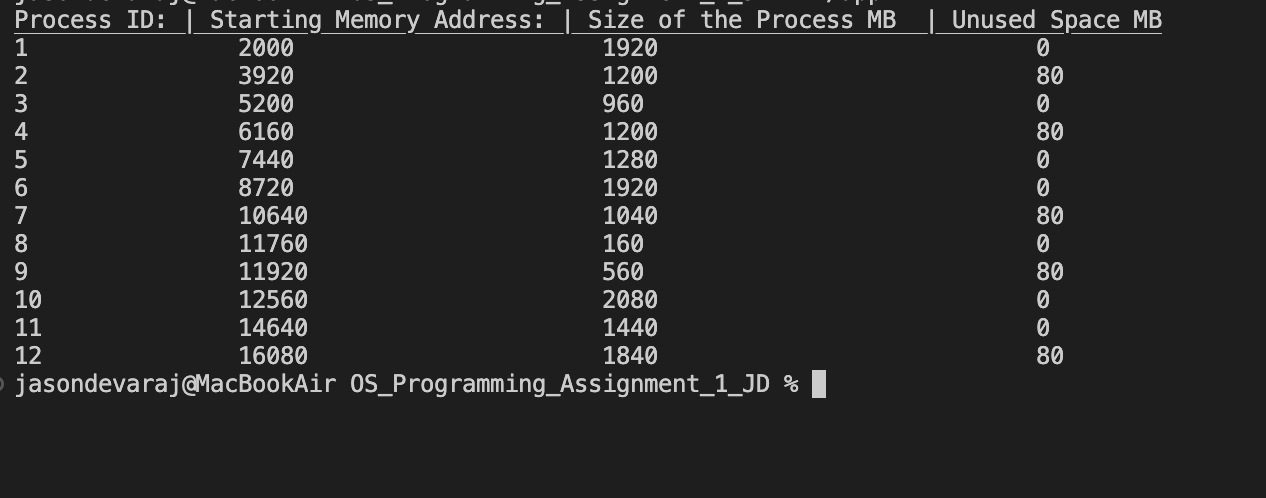 Process ID: | Starting Memory Address: | Size of the Process MB | Unused Space MB
1 2000 1920 0
2 3920 1200 80
3 5200 960 0
4 6160 1200 80
5 7440 1280 0
6 8720 1920 0
7 10640 1040 80
8 11760 160 0
9 11920 560 80
10 12560 2080 0
11 14640 1440 0
12 16080 1840 80
jasondevaraj@MacBookAir OS_Programming_Assignment_1_JD %